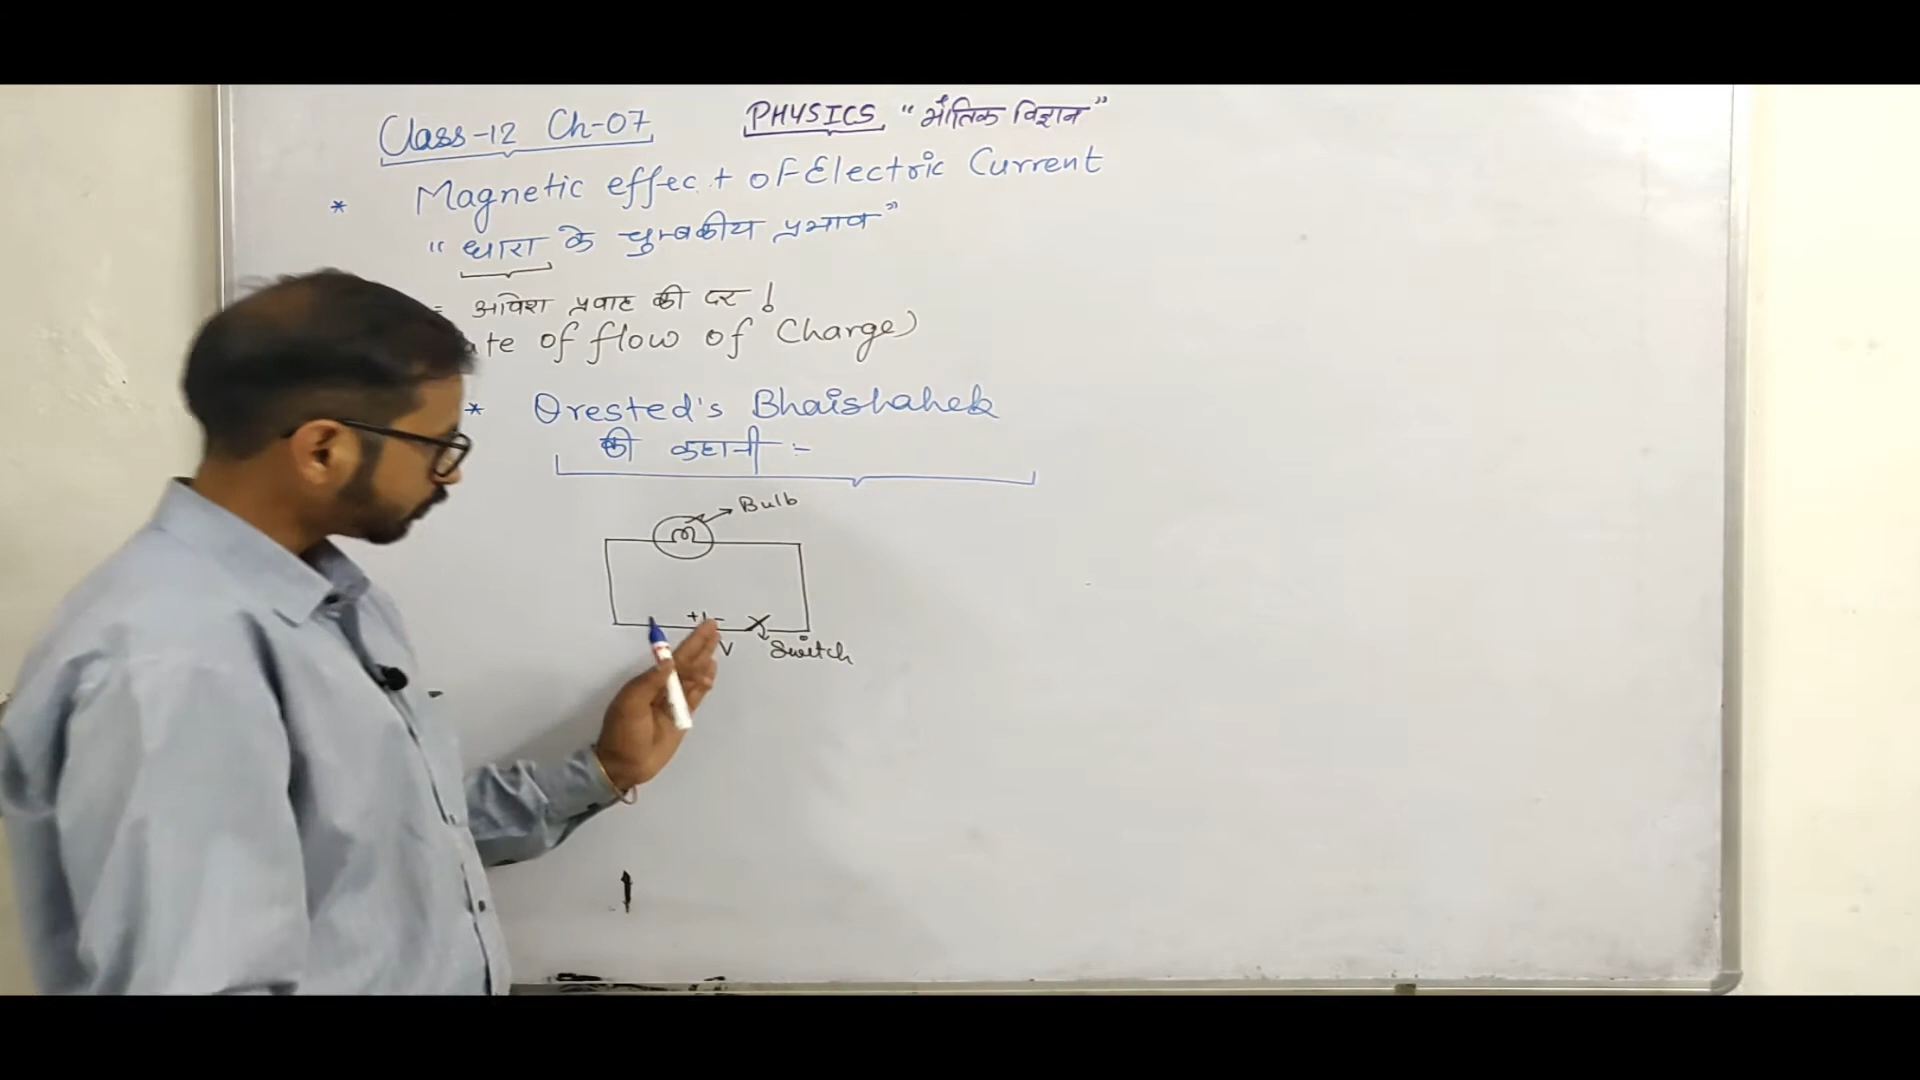 Class-12 Ch-07 PHYSICS "भौतिक विज्ञान"
* Magnetic effect of Electric Current
"धारा के चुम्बकीय प्रभाव"
= आवेश प्रवाह की दर !
ate of flow of Charge)
* Orested's Bhaishaheb
की कहानी :-
Bulb
+ -
V Switch